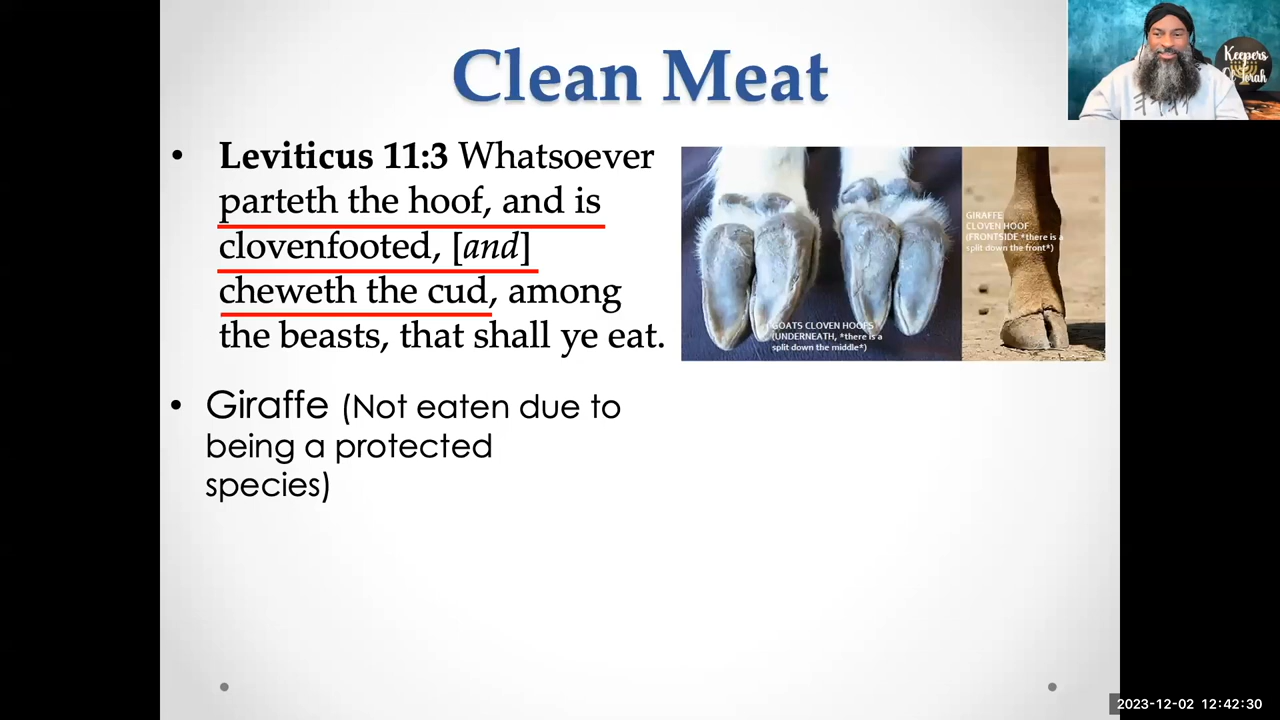 Clean Meat
• Leviticus 11:3 Whatsoever
parteth the hoof, and is
clovenfooted, [and]
cheweth the cud, among
the beasts, that shall ye eat.
GOATS CLOVEN HOOFS
(UNDERNEATH, *there is a
split down the middle*)
GIRAFFE
CLOVEN HOOF
(FRONTSIDE *there is a
split down the front*)
• Giraffe (Not eaten due to
being a protected
species)
Keepers
Of Torah
2023-12-02 12:42:30